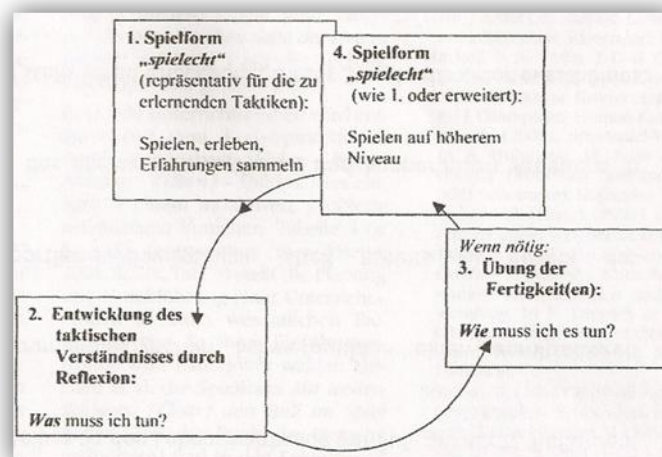 1. Spielform
„spielecht“
(repräsentativ für die zu
erlernenden Taktiken):
Spielen, erleben,
Erfahrungen sammeln
4. Spielform
„spielecht“
(wie 1. oder erweitert):
Spielen auf höherem
Niveau
Wenn nötig:
3. Übung der
Fertigkeit(en):
Wie muss ich es tun?
2. Entwicklung des
taktischen
Verständnisses durch
Reflexion:
Was muss ich tun?